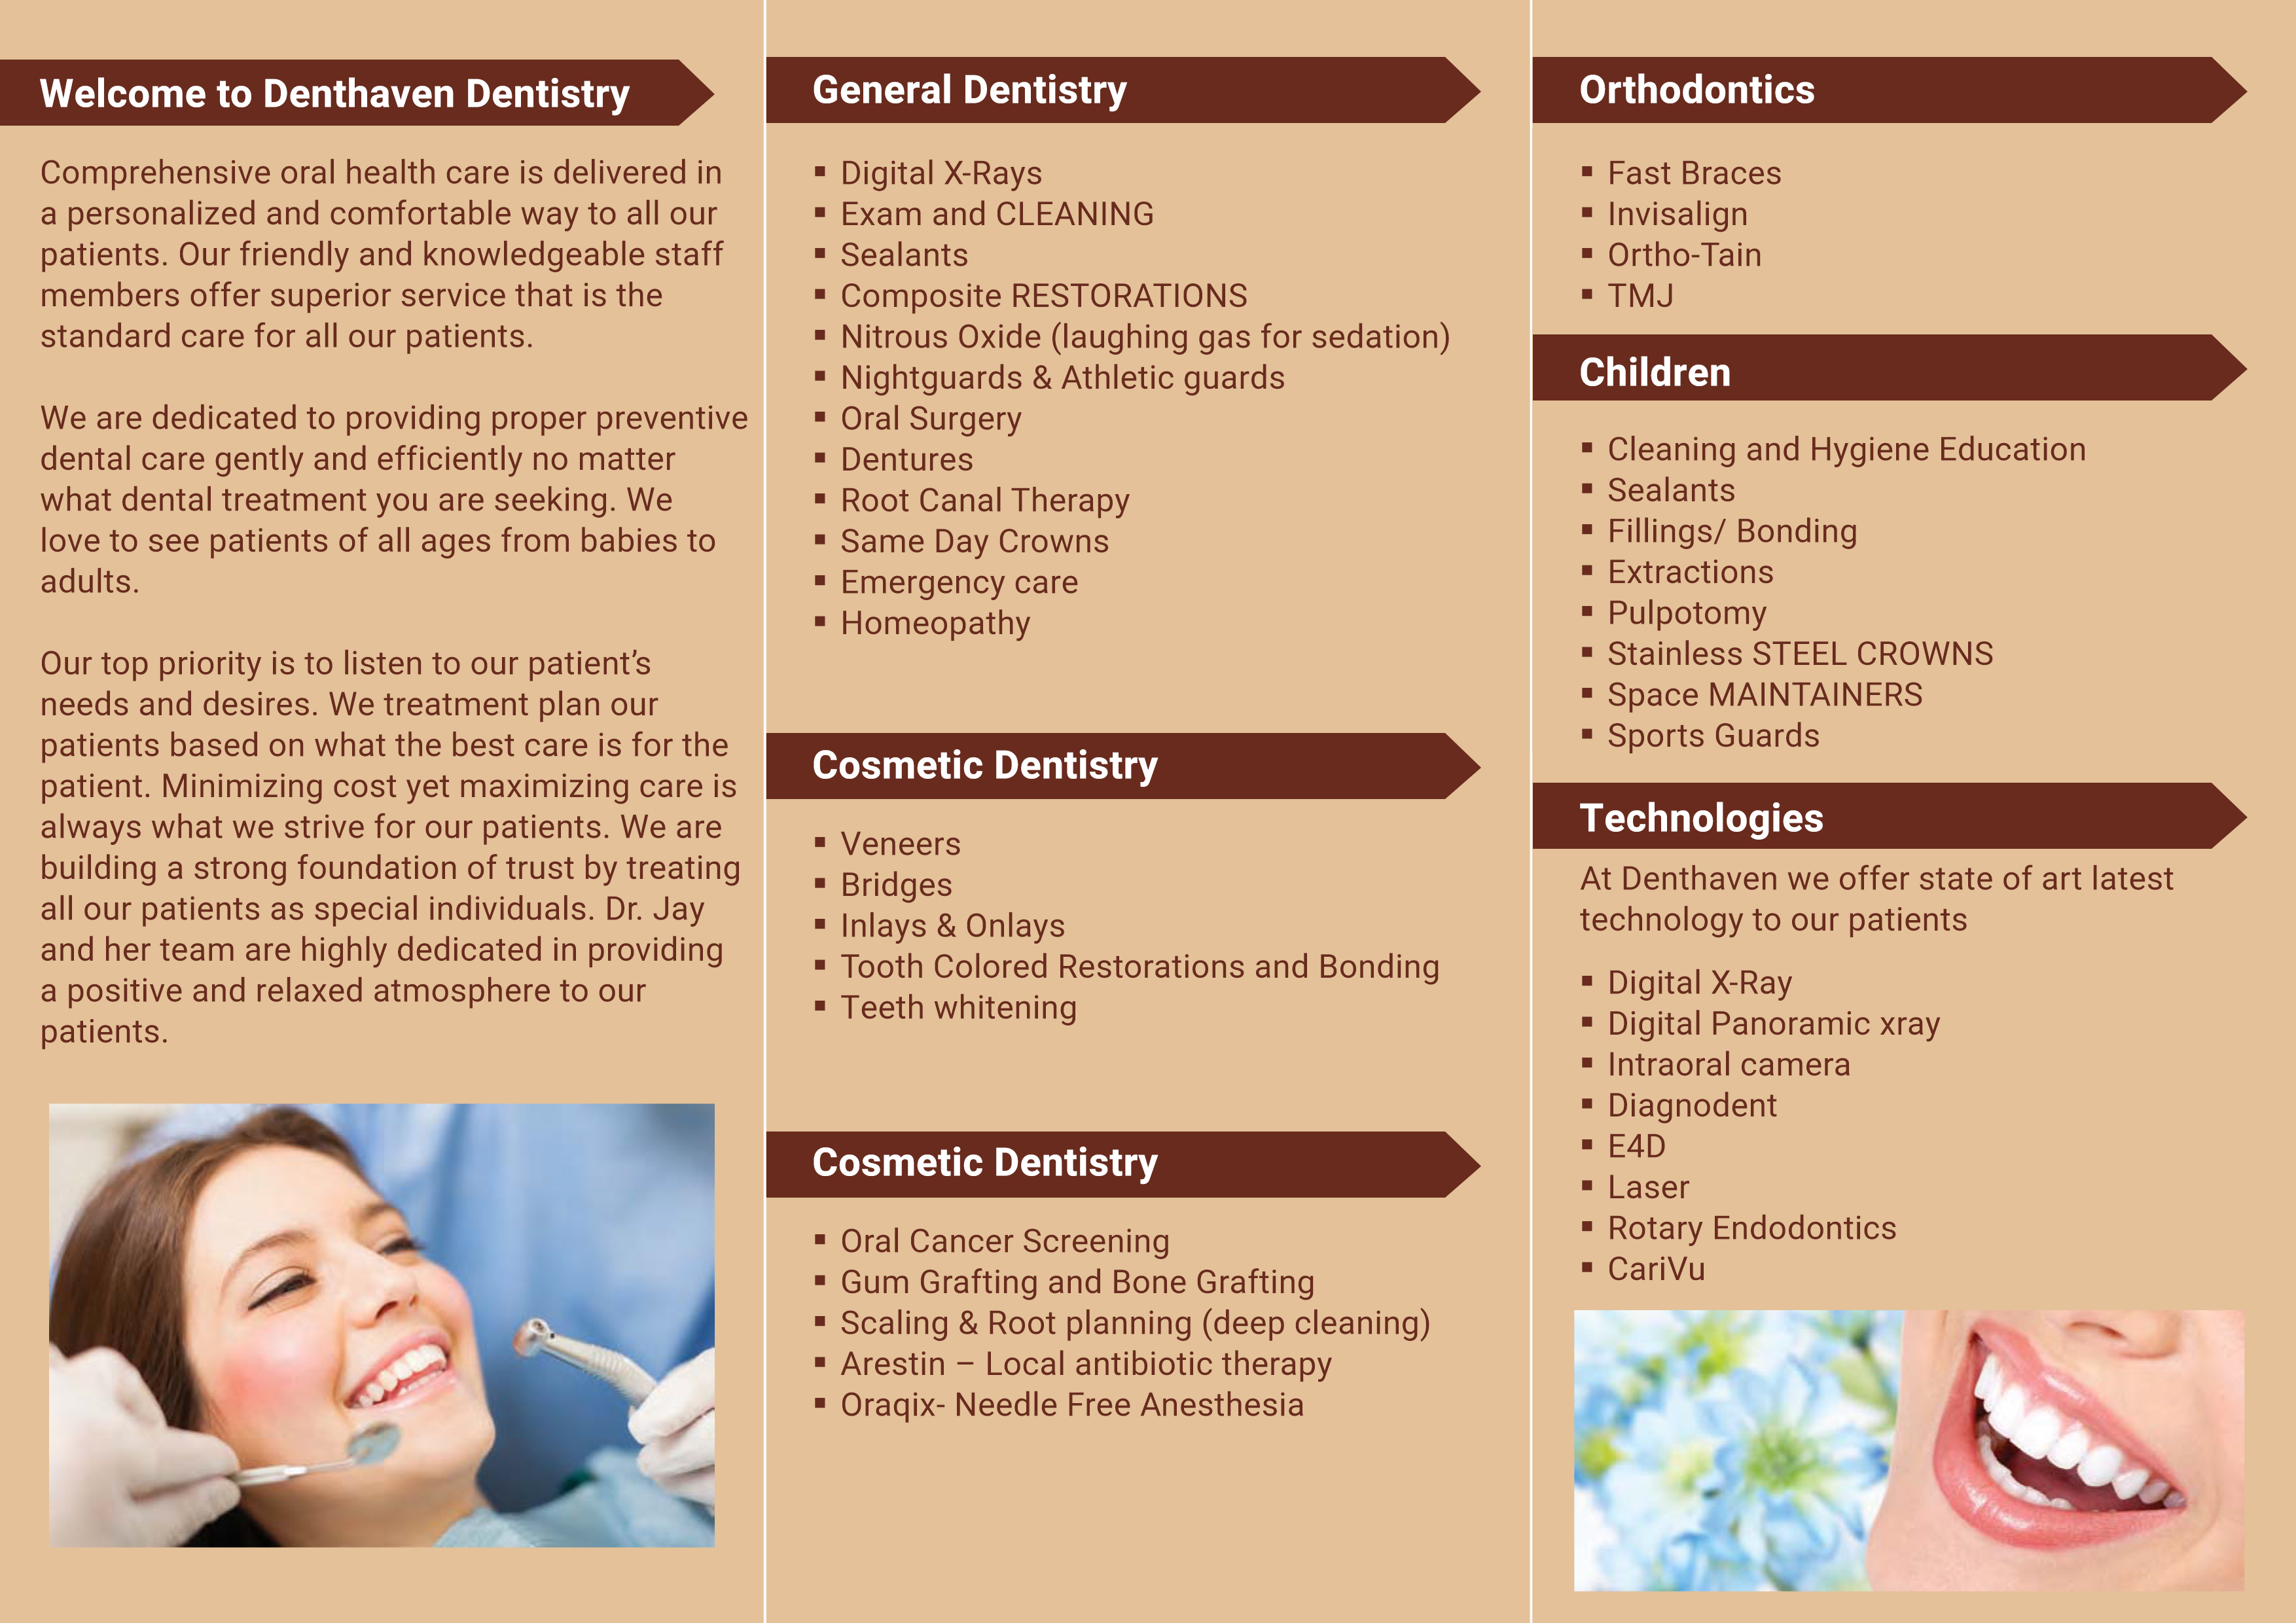 Welcome to Denthaven Dentistry
Comprehensive oral health care is delivered in
a personalized and comfortable way to all our
patients. Our friendly and knowledgeable staff
members offer superior service that is the
standard care for all our patients.
We are dedicated to providing proper preventive
dental care gently and efficiently no matter
what dental treatment you are seeking. We
love to see patients of all ages from babies to
adults.
Our top priority is to listen to our patient’s
needs and desires. We treatment plan our
patients based on what the best care is for the
patient. Minimizing cost yet maximizing care is
always what we strive for our patients. We are
building a strong foundation of trust by treating
all our patients as special individuals. Dr. Jay
and her team are highly dedicated in providing
a positive and relaxed atmosphere to our
patients.
General Dentistry
▪ Digital X-Rays
▪ Exam and CLEANING
▪ Sealants
▪ Composite RESTORATIONS
▪ Nitrous Oxide (laughing gas for sedation)
▪ Nightguards & Athletic guards
▪ Oral Surgery
▪ Dentures
▪ Root Canal Therapy
▪ Same Day Crowns
▪ Emergency care
▪ Homeopathy
Cosmetic Dentistry
▪ Veneers
▪ Bridges
▪ Inlays & Onlays
▪ Tooth Colored Restorations and Bonding
▪ Teeth whitening
Cosmetic Dentistry
▪ Oral Cancer Screening
▪ Gum Grafting and Bone Grafting
▪ Scaling & Root planning (deep cleaning)
▪ Arestin – Local antibiotic therapy
▪ Oraqix- Needle Free Anesthesia
Orthodontics
▪ Fast Braces
▪ Invisalign
▪ Ortho-Tain
▪ TMJ
Children
▪ Cleaning and Hygiene Education
▪ Sealants
▪ Fillings/ Bonding
▪ Extractions
▪ Pulpotomy
▪ Stainless STEEL CROWNS
▪ Space MAINTAINERS
▪ Sports Guards
Technologies
At Denthaven we offer state of art latest
technology to our patients
▪ Digital X-Ray
▪ Digital Panoramic xray
▪ Intraoral camera
▪ Diagnodent
▪ E4D
▪ Laser
▪ Rotary Endodontics
▪ CariVu